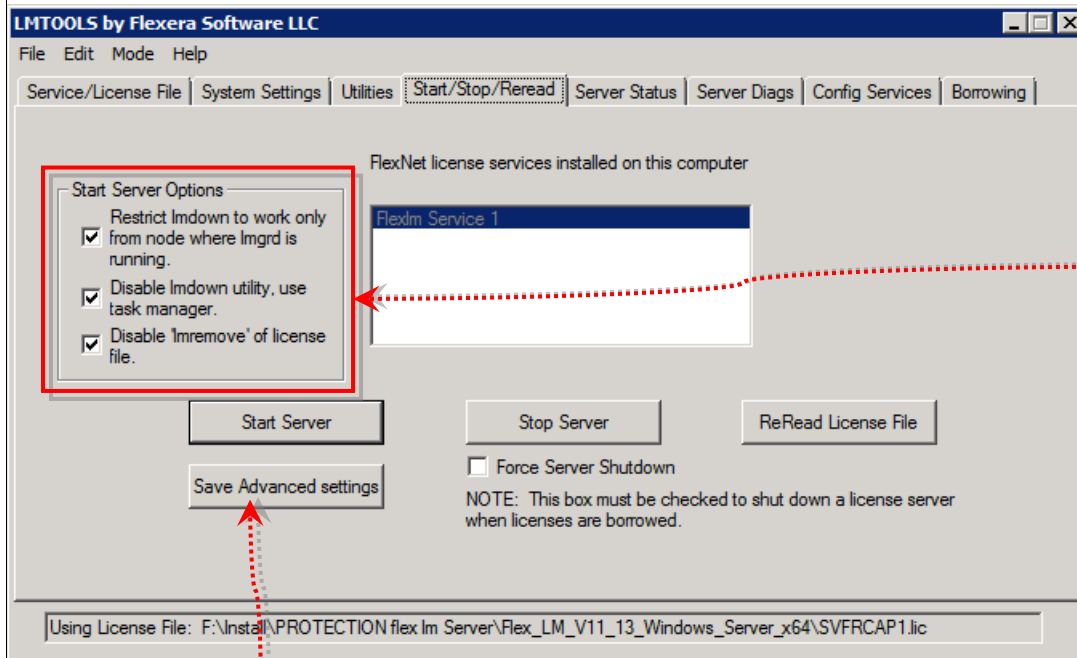 LMTOOLS by Flexera Software LLC
File Edit Mode Help
Service/License File System Settings Utilities Start/Stop/Reread Server Status Server Diags Config Services Borrowing
FlexNet license services installed on this computer
Start Server Options
Restrict lmdown to work only
from node where lmgrd is
running.
Disable lmdown utility, use
task manager.
Disable 'lmremove' of license
file.
Flexlm Service 1
Start Server
Stop Server
ReRead License File
Save Advanced settings
Force Server Shutdown
NOTE: This box must be checked to shut down a license server
when licenses are borrowed.
Using License File: F:\Install\PROTECTION flex lm Server\Flex_LM_V11_13_Windows_Server_x64\SVFRCAP1.lic